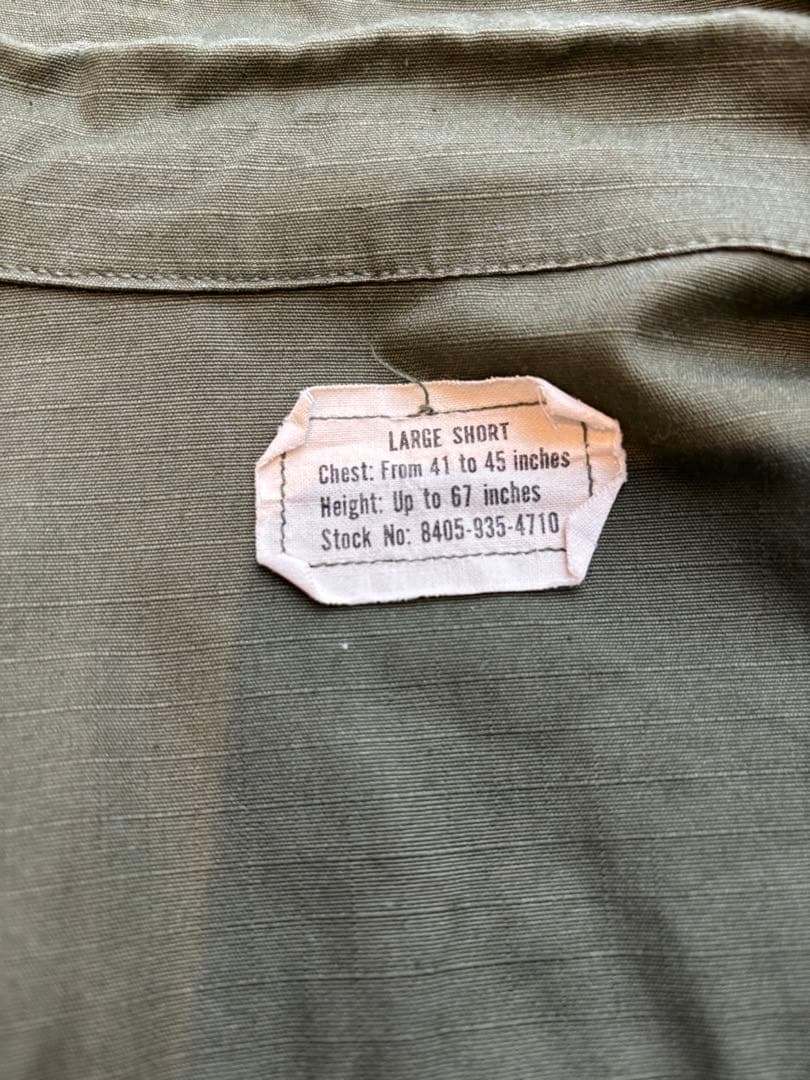 LARGE SHORT
Chest: From 41 to 45 inches
Height: Up to 67 inches
Stock No: 8405-935-4710